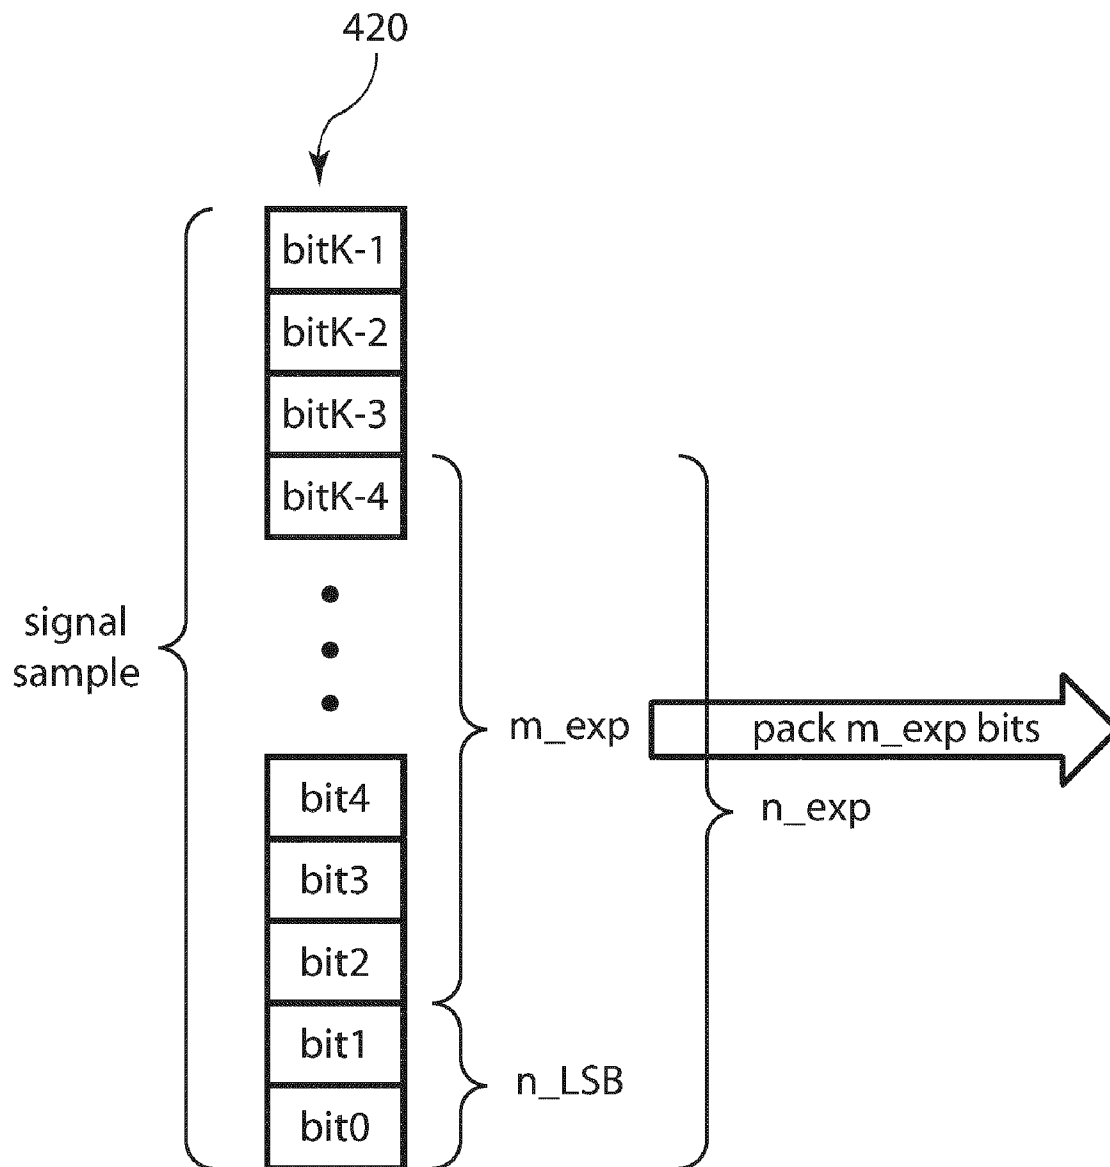 420
bitK-1
bitK-2
bitK-3
bitK-4
signal
sample
m_exp
pack m_exp bits
n_exp
bit4
bit3
bit2
bit1
n_LSB
bit0